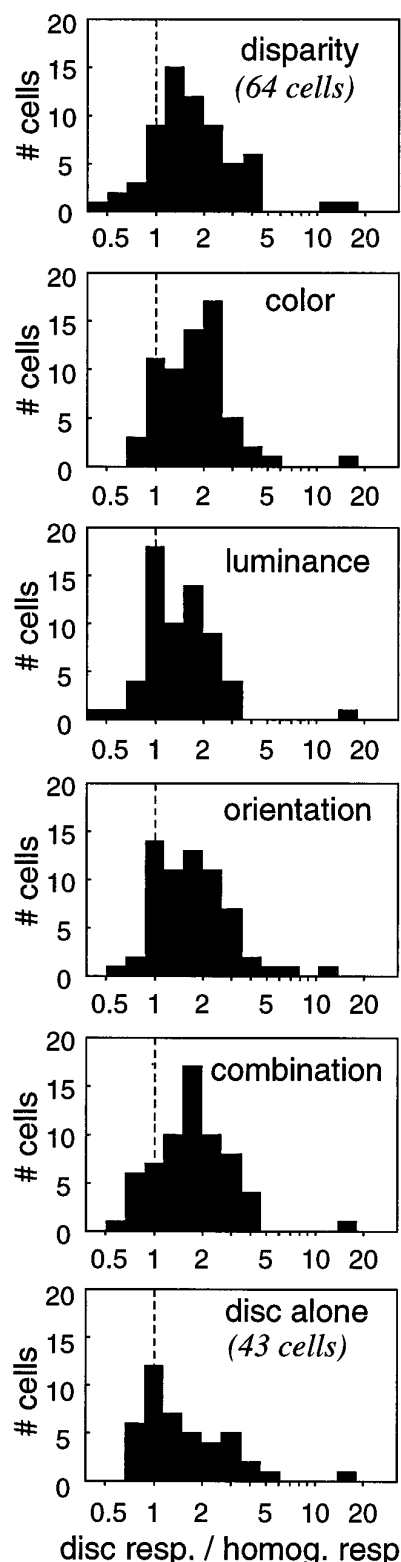 disparity
(64 cells)
# cells
20
15
10
5
0
0.5 1 2 5 10 20
color
# cells
20
15
10
5
0
0.5 1 2 5 10 20
luminance
# cells
20
15
10
5
0
0.5 1 2 5 10 20
orientation
# cells
20
15
10
5
0
0.5 1 2 5 10 20
combination
# cells
20
15
10
5
0
0.5 1 2 5 10 20
disc alone
(43 cells)
# cells
20
15
10
5
0
0.5 1 2 5 10 20
disc resp. / homog. resp